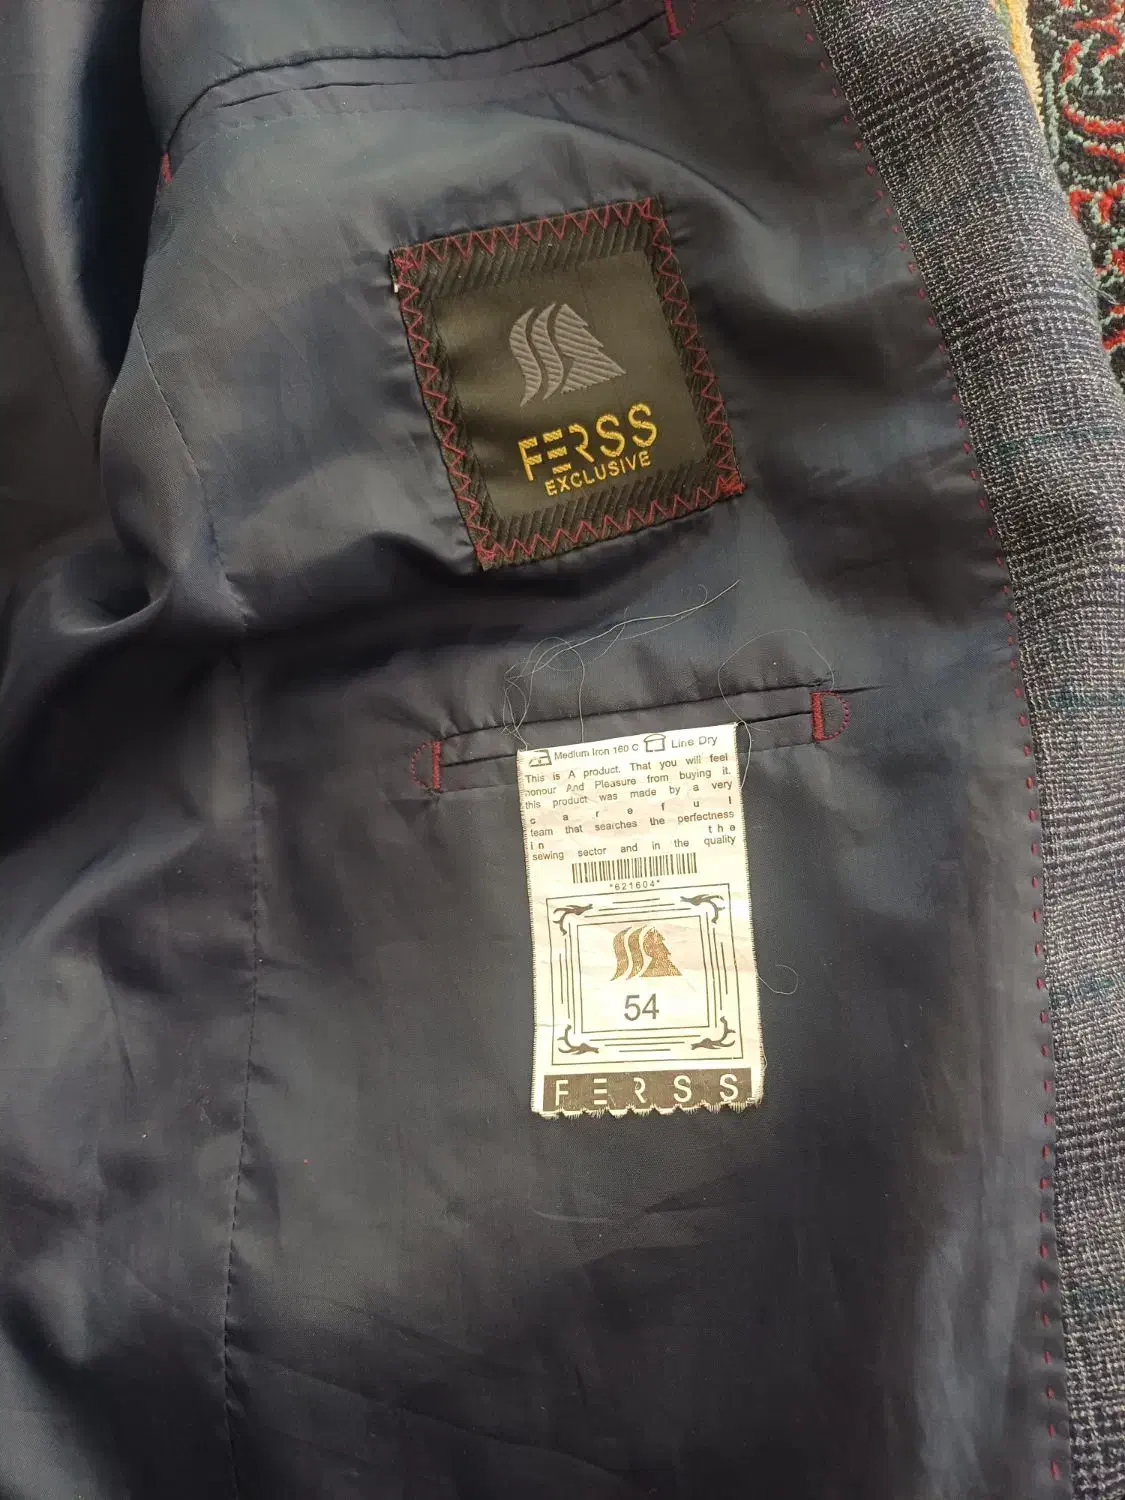 FERSS
EXCLUSIVE
Medium Iron 160 C Line Dry
This is A product. That you will feel
honour And Pleasure from buying it.
this product was made by a very
c a r e f u l
team that searches the perfectness
in the
sewing sector and in the quality
*621604*
54
FERSS